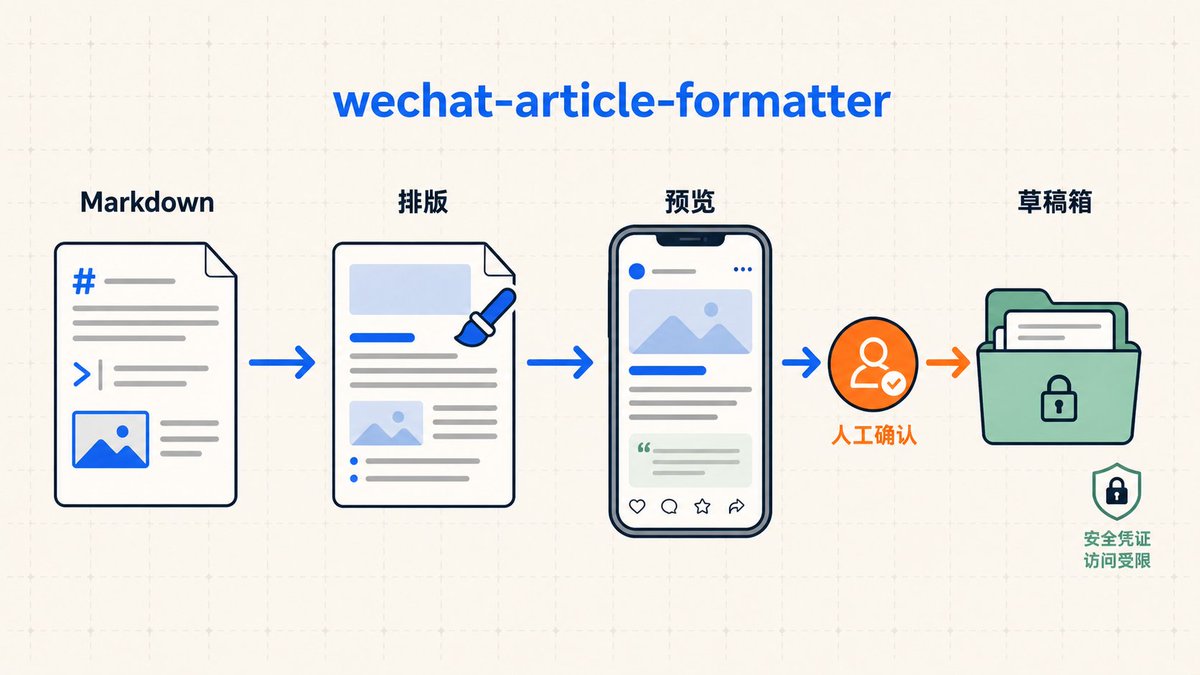 wechat-article-formatter
Markdown
排版
预览
草稿箱
#
>
“
人工确认
安全凭证
访问受限